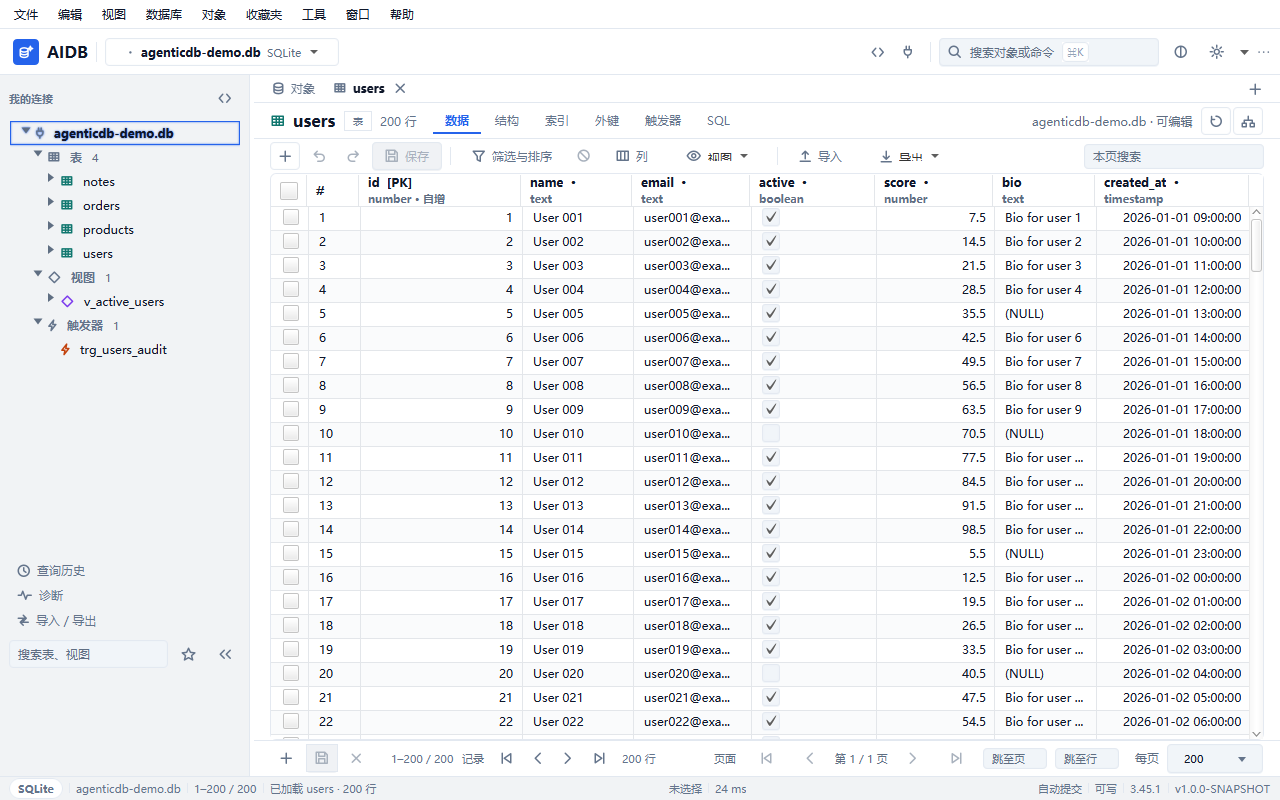 文件 编辑 视图 数据库 对象 收藏夹 工具 窗口 帮助
AIDB · agenticdb-demo.db SQLite 搜索对象或命令 ⌘K
我的连接
agenticdb-demo.db
表 4
notes
orders
products
users
视图 1
v_active_users
触发器 1
trg_users_audit
查询历史
诊断
导入 / 导出
搜索表、视图
对象 users
users 表 200 行 数据 结构 索引 外键 触发器 SQL agenticdb-demo.db · 可编辑
保存 筛选与排序 列 视图 导入 导出 本页搜索
# id [PK] name • email • active • score • bio created_at •
number • 自增 text text boolean number text timestamp
1 1 User 001 user001@exa... 7.5 Bio for user 1 2026-01-01 09:00:00
2 2 User 002 user002@exa... 14.5 Bio for user 2 2026-01-01 10:00:00
3 3 User 003 user003@exa... 21.5 Bio for user 3 2026-01-01 11:00:00
4 4 User 004 user004@exa... 28.5 Bio for user 4 2026-01-01 12:00:00
5 5 User 005 user005@exa... 35.5 (NULL) 2026-01-01 13:00:00
6 6 User 006 user006@exa... 42.5 Bio for user 6 2026-01-01 14:00:00
7 7 User 007 user007@exa... 49.5 Bio for user 7 2026-01-01 15:00:00
8 8 User 008 user008@exa... 56.5 Bio for user 8 2026-01-01 16:00:00
9 9 User 009 user009@exa... 63.5 Bio for user 9 2026-01-01 17:00:00
10 10 User 010 user010@exa... 70.5 (NULL) 2026-01-01 18:00:00
11 11 User 011 user011@exa... 77.5 Bio for user ... 2026-01-01 19:00:00
12 12 User 012 user012@exa... 84.5 Bio for user ... 2026-01-01 20:00:00
13 13 User 013 user013@exa... 91.5 Bio for user ... 2026-01-01 21:00:00
14 14 User 014 user014@exa... 98.5 Bio for user ... 2026-01-01 22:00:00
15 15 User 015 user015@exa... 5.5 (NULL) 2026-01-01 23:00:00
16 16 User 016 user016@exa... 12.5 Bio for user ... 2026-01-02 00:00:00
17 17 User 017 user017@exa... 19.5 Bio for user ... 2026-01-02 01:00:00
18 18 User 018 user018@exa... 26.5 Bio for user ... 2026-01-02 02:00:00
19 19 User 019 user019@exa... 33.5 Bio for user ... 2026-01-02 03:00:00
20 20 User 020 user020@exa... 40.5 (NULL) 2026-01-02 04:00:00
21 21 User 021 user021@exa... 47.5 Bio for user ... 2026-01-02 05:00:00
22 22 User 022 user022@exa... 54.5 Bio for user ... 2026-01-02 06:00:00
1–200 / 200 记录 200 行 页面 第 1 / 1 页 跳至页 跳至行 每页 200
SQLite agenticdb-demo.db 1–200 / 200 已加载 users · 200 行 未选择 24 ms 自动提交 可写 3.45.1 v1.0.0-SNAPSHOT